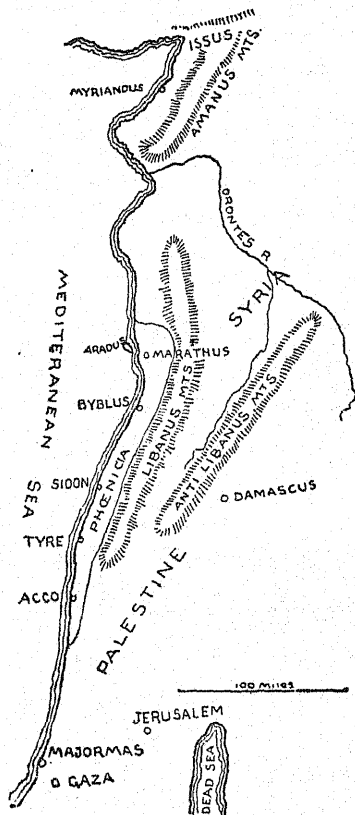 ISSUS
AMANUS MTS.
MYRIANDUS
ORONTES R
SYRIA
MEDITERANEAN SEA
ARADUS
MARATHUS
LIBANUS MTS.
BYBLUS
ANTI LIBANUS MTS
SIDON
PHŒNICIA
DAMASCUS
TYRE
ACCO
PALESTINE
100 MILES
JERUSALEM
MAJORMAS
GAZA
DEAD SEA